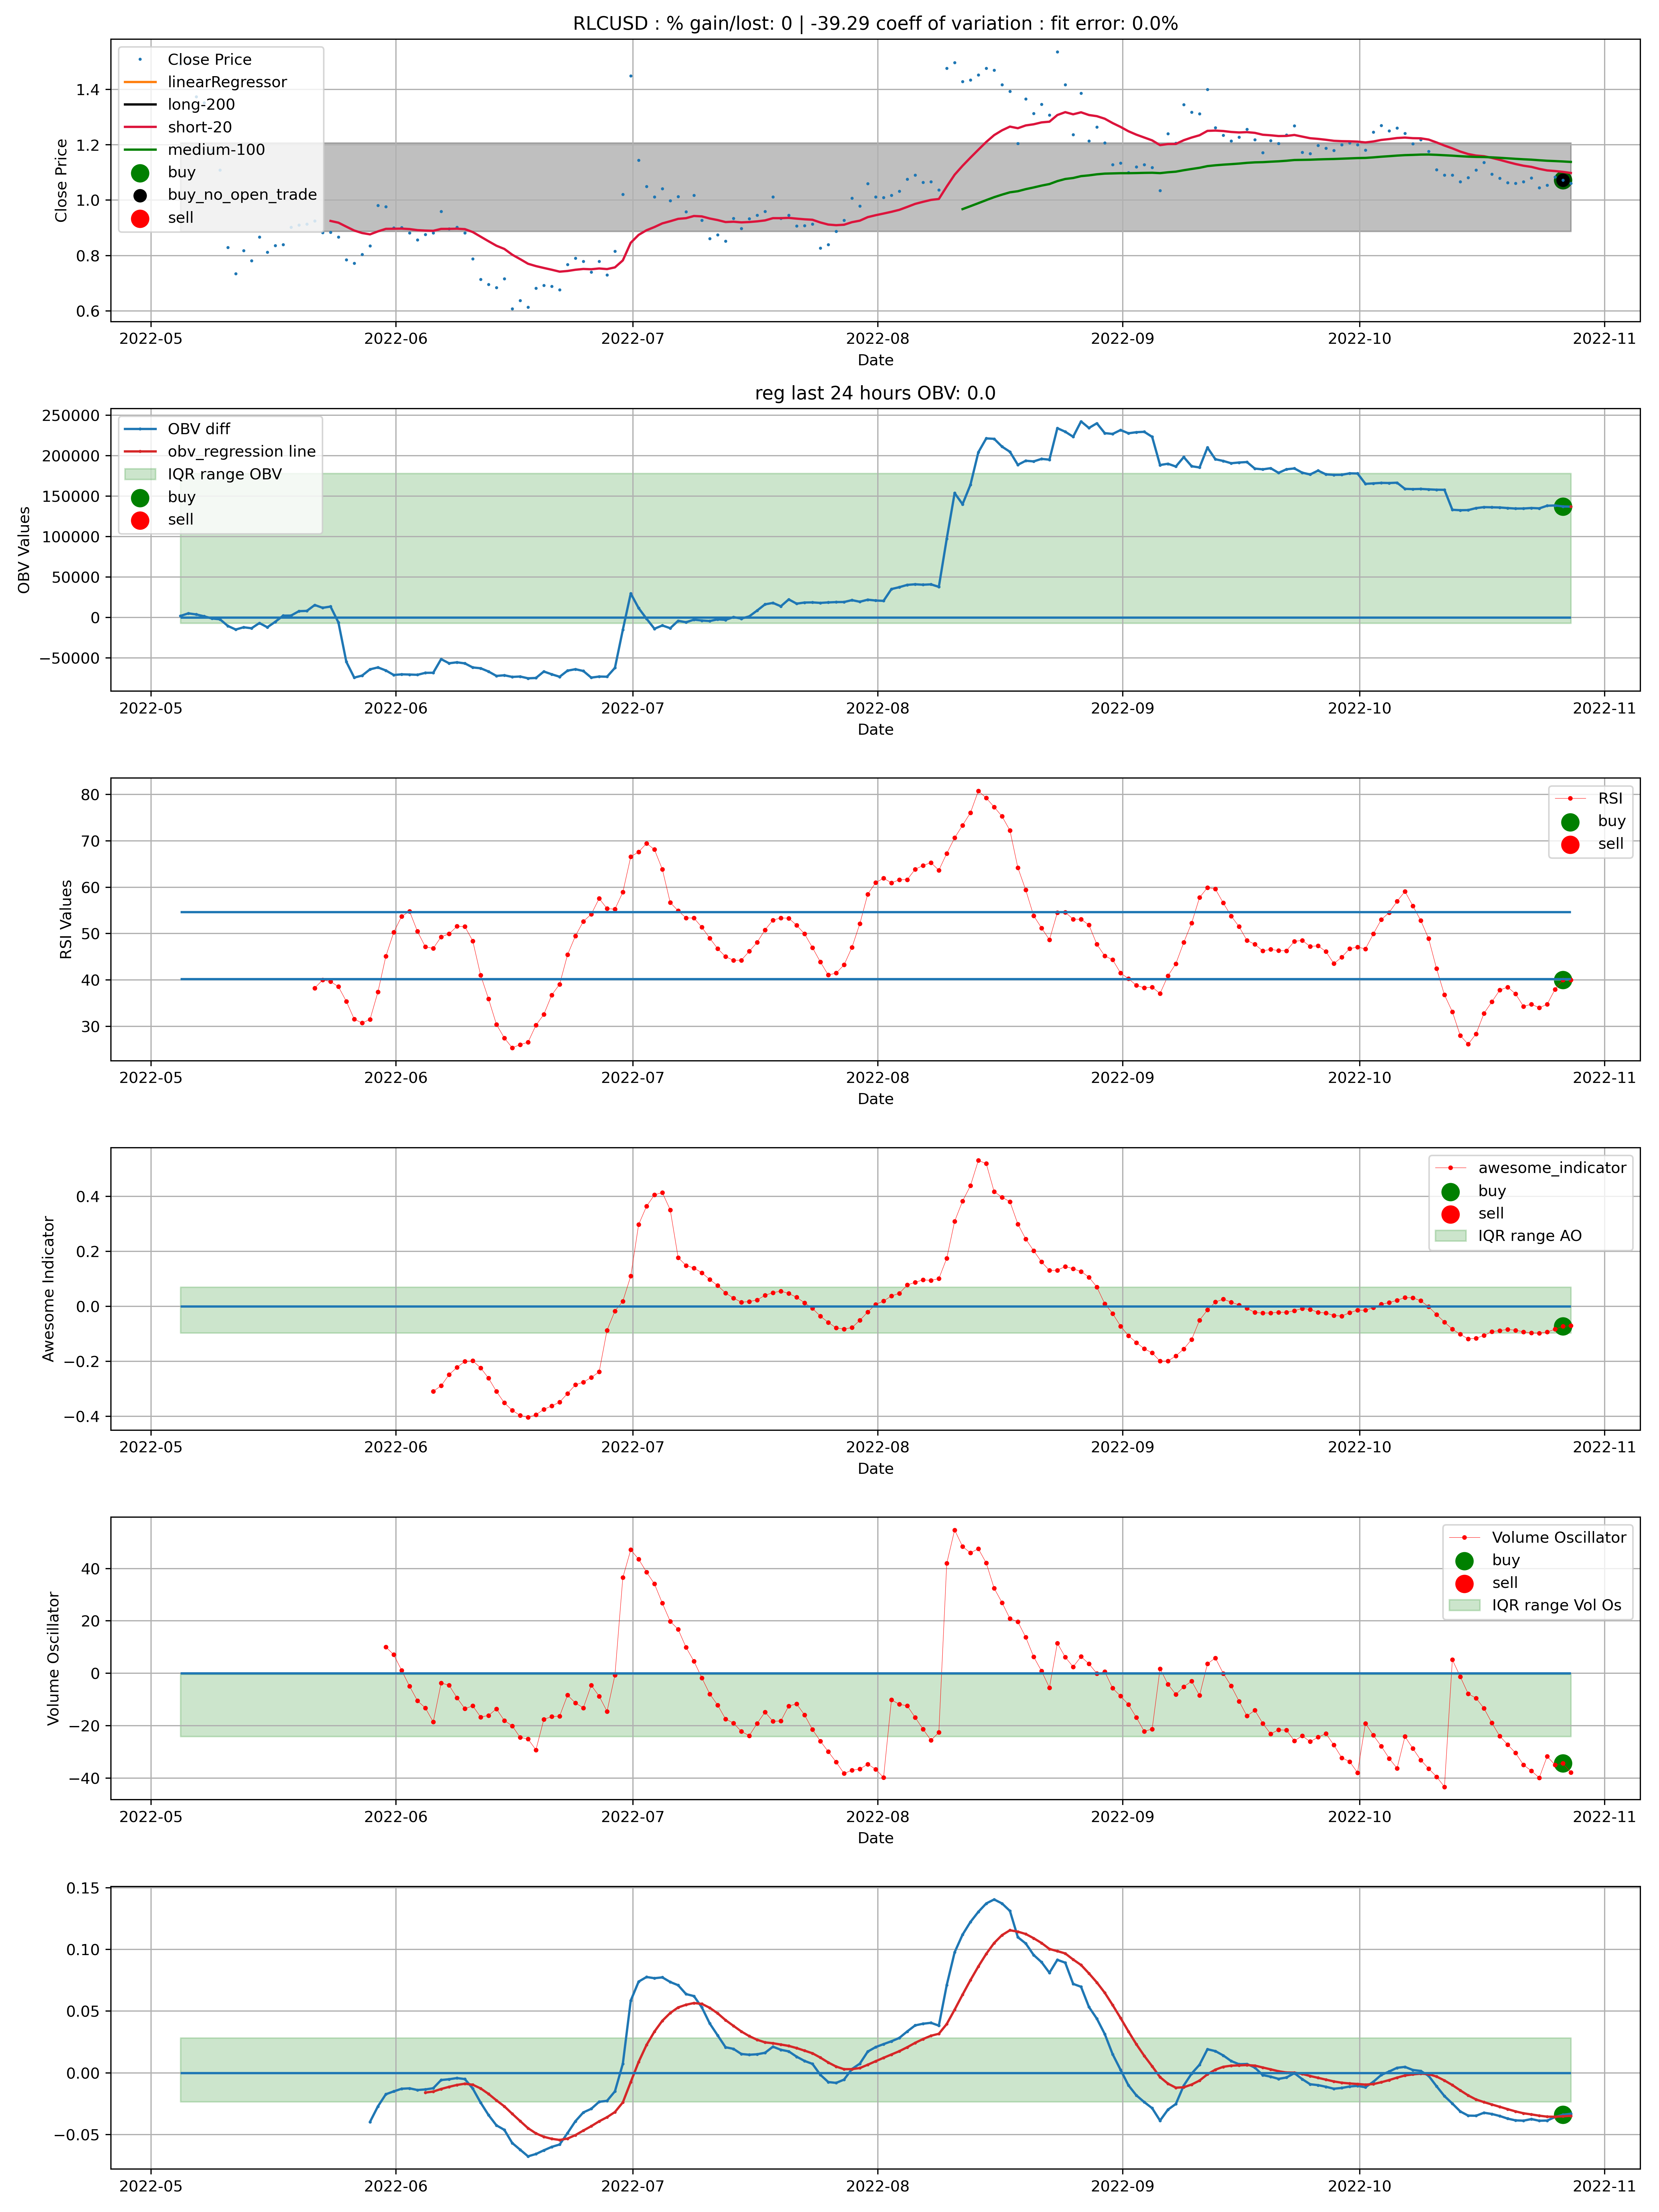 RLCUSD : % gain/lost: 0 | -39.29 coeff of variation : fit error: 0.0%
Close Price
linearRegressor
long-200
short-20
medium-100
buy
buy_no_open_trade
sell
Close Price
1.4
1.2
1.0
0.8
0.6
2022-05 2022-06 2022-07 2022-08 2022-09 2022-10 2022-11
Date
reg last 24 hours OBV: 0.0
OBV diff
obv_regression line
IQR range OBV
buy
sell
OBV Values
250000
200000
150000
100000
50000
0
−50000
2022-05 2022-06 2022-07 2022-08 2022-09 2022-10 2022-11
Date
RSI
buy
sell
RSI Values
80
70
60
50
40
30
2022-05 2022-06 2022-07 2022-08 2022-09 2022-10 2022-11
Date
awesome_indicator
buy
sell
IQR range AO
Awesome Indicator
0.4
0.2
0.0
−0.2
−0.4
2022-05 2022-06 2022-07 2022-08 2022-09 2022-10 2022-11
Date
Volume Oscillator
buy
sell
IQR range Vol Os
Volume Oscillator
40
20
0
−20
−40
2022-05 2022-06 2022-07 2022-08 2022-09 2022-10 2022-11
Date
0.15
0.10
0.05
0.00
−0.05
2022-05 2022-06 2022-07 2022-08 2022-09 2022-10 2022-11